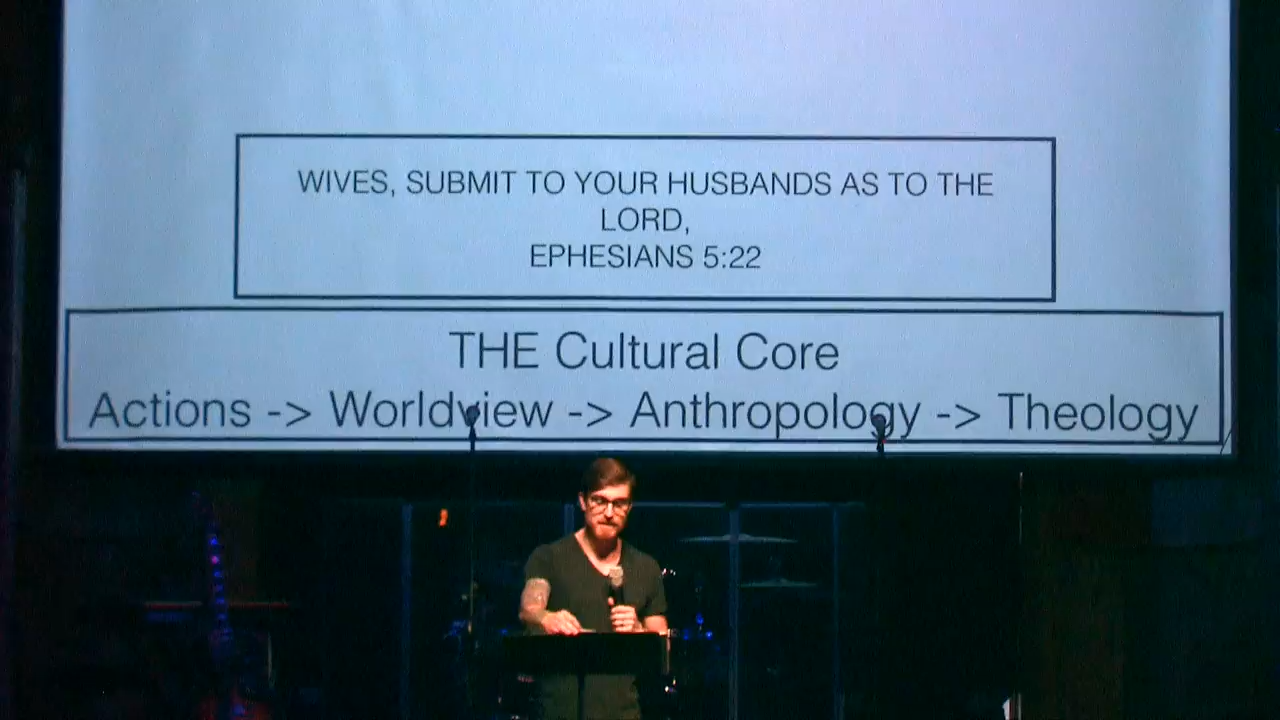 WIVES, SUBMIT TO YOUR HUSBANDS AS TO THE
LORD,
EPHESIANS 5:22
THE Cultural Core
Actions -> Worldview -> Anthropology -> Theology